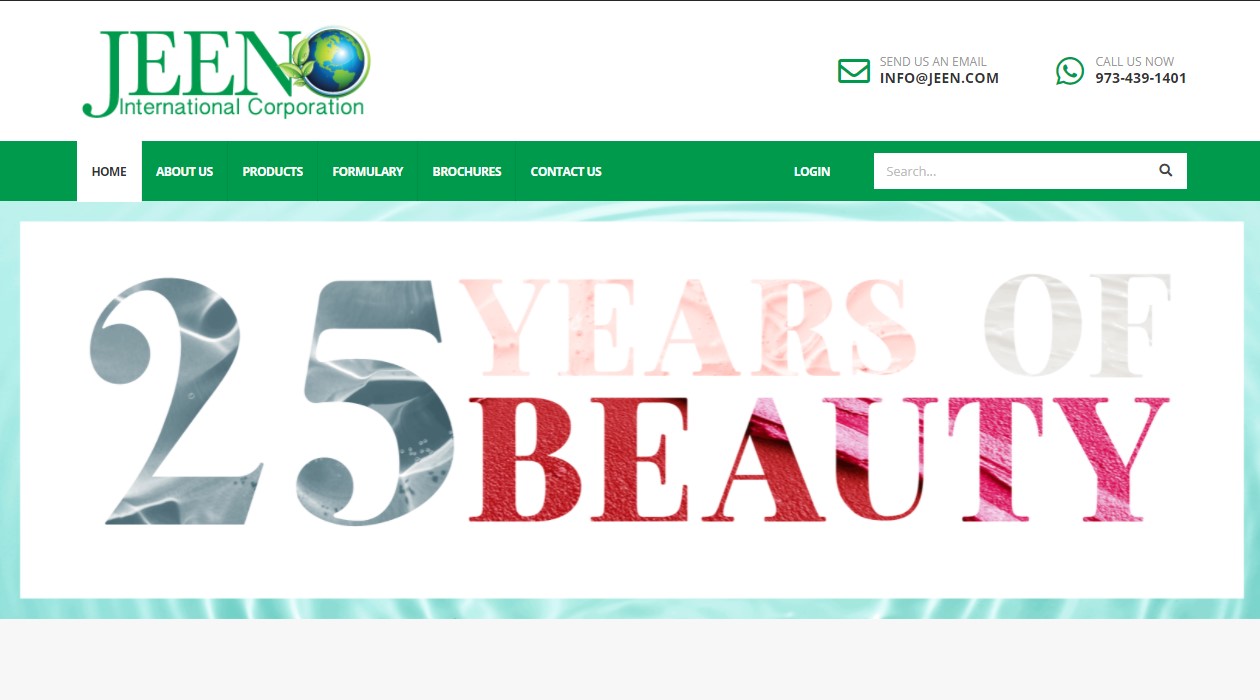 JEEN
International Corporation
SEND US AN EMAIL
INFO@JEEN.COM
CALL US NOW
973-439-1401
HOME ABOUT US PRODUCTS FORMULARY BROCHURES CONTACT US LOGIN Search...
25 YEARS OF
BEAUTY